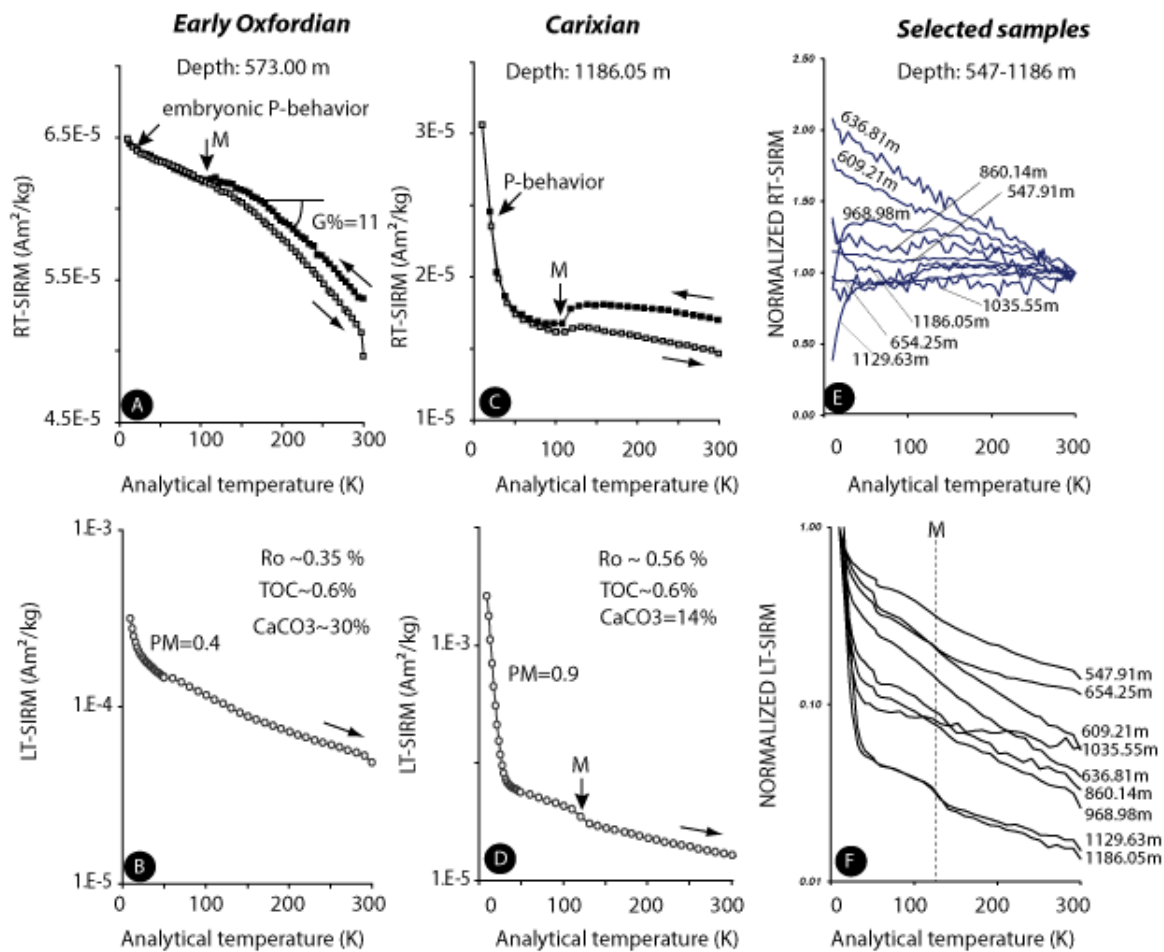 Early Oxfordian
Carixian
Selected samples
Depth: 573.00 m
Depth: 1186.05 m
Depth: 547-1186 m
RT-SIRM (Am²/kg)
6.5E-5
5.5E-5
4.5E-5
embryonic P-behavior
M
G%=11
A
0 100 200 300
Analytical temperature (K)
RT-SIRM (Am²/kg)
3E-5
2E-5
1E-5
P-behavior
M
C
0 100 200 300
Analytical temperature (K)
NORMALIZED RT-SIRM
2.50
2.00
1.50
1.00
0.50
0.00
636.81m
609.21m
860.14m
547.91m
968.98m
1035.55m
1186.05m
654.25m
1129.63m
E
0 100 200 300
Analytical temperature (K)
LT-SIRM (Am²/kg)
1.E-3
1.E-4
1.E-5
Ro ~0.35 %
TOC~0.6%
CaCO3~30%
PM=0.4
B
0 100 200 300
Analytical temperature (K)
LT-SIRM (Am²/kg)
1E-3
1E-5
Ro ~ 0.56 %
TOC~0.6%
CaCO3=14%
PM=0.9
M
D
0 100 200 300
Analytical temperature (K)
NORMALIZED LT-SIRM
1.00
0.10
0.01
M
547.91m
654.25m
609.21m
1035.55m
636.81m
860.14m
968.98m
1129.63m
1186.05m
F
0 100 200 300
Analytical temperature (K)